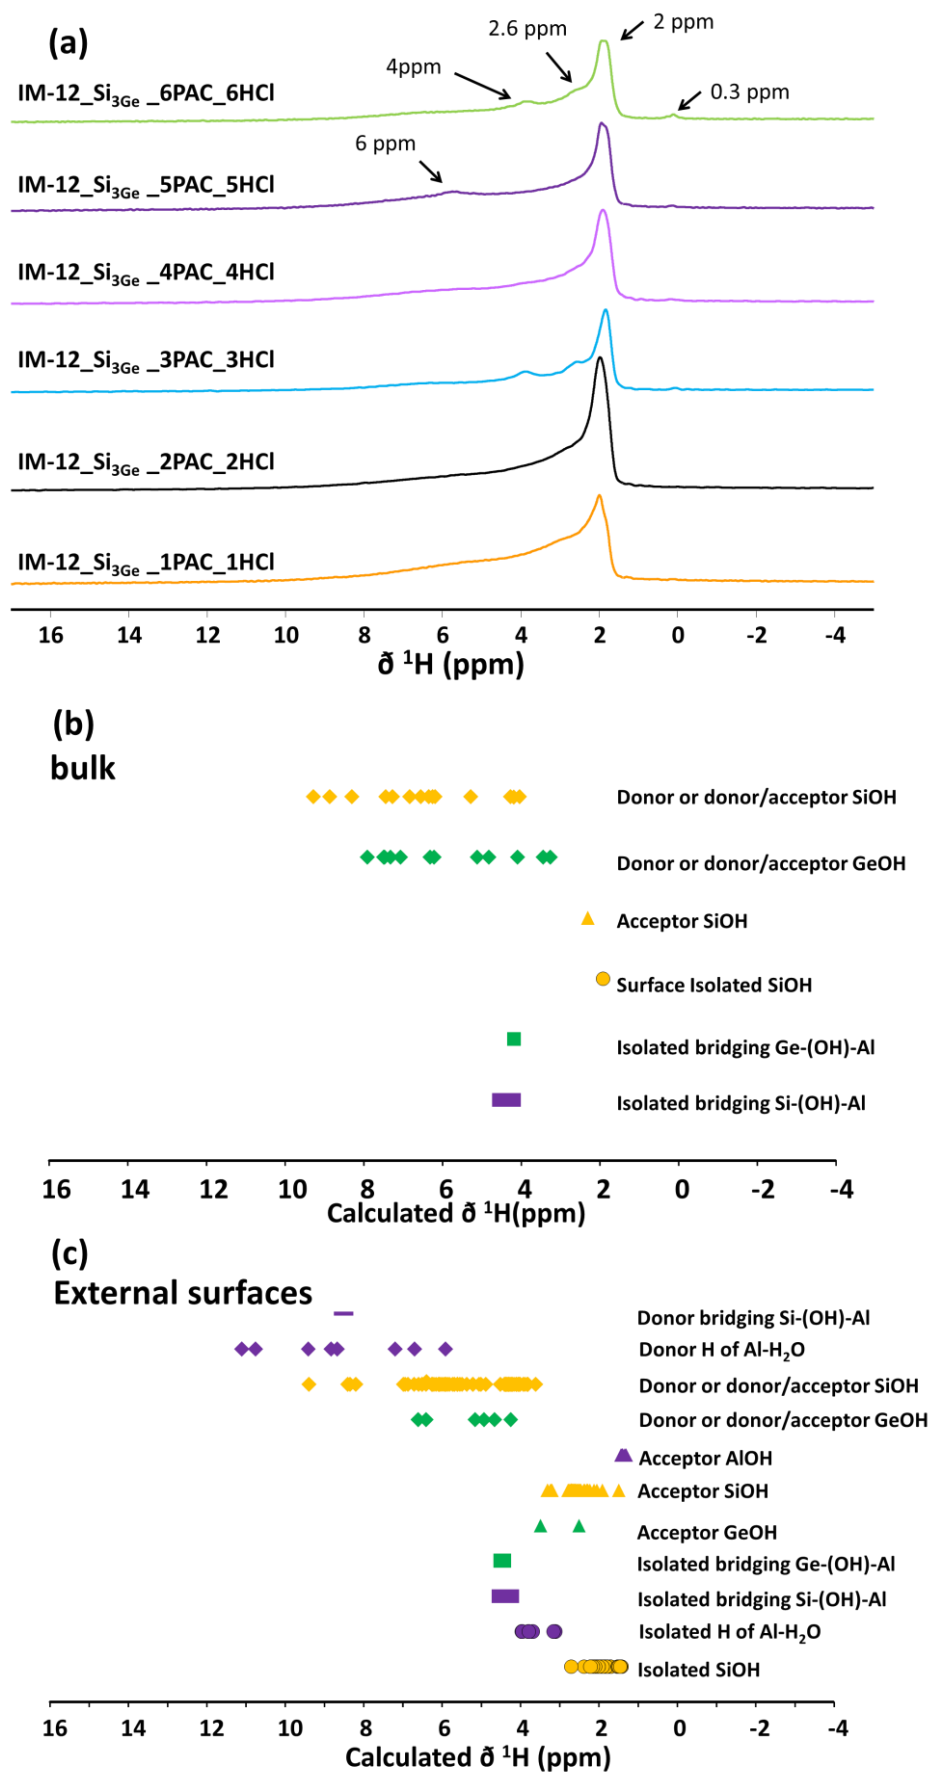 (a)
2 ppm
2.6 ppm
4ppm
0.3 ppm
IM-12_Si3Ge _6PAC_6HCl
6 ppm
IM-12_Si3Ge _5PAC_5HCl
IM-12_Si3Ge _4PAC_4HCl
IM-12_Si3Ge _3PAC_3HCl
IM-12_Si3Ge _2PAC_2HCl
IM-12_Si3Ge _1PAC_1HCl
16 14 12 10 8 6 4 2 0 -2 -4
ð ¹H (ppm)
(b)
bulk
Donor or donor/acceptor SiOH
Donor or donor/acceptor GeOH
Acceptor SiOH
Surface Isolated SiOH
Isolated bridging Ge-(OH)-Al
Isolated bridging Si-(OH)-Al
16 14 12 10 8 6 4 2 0 -2 -4
Calculated ð ¹H(ppm)
(c)
External surfaces
Donor bridging Si-(OH)-Al
Donor H of Al-H₂O
Donor or donor/acceptor SiOH
Donor or donor/acceptor GeOH
Acceptor AlOH
Acceptor SiOH
Acceptor GeOH
Isolated bridging Ge-(OH)-Al
Isolated bridging Si-(OH)-Al
Isolated H of Al-H₂O
Isolated SiOH
16 14 12 10 8 6 4 2 0 -2 -4
Calculated ð ¹H (ppm)